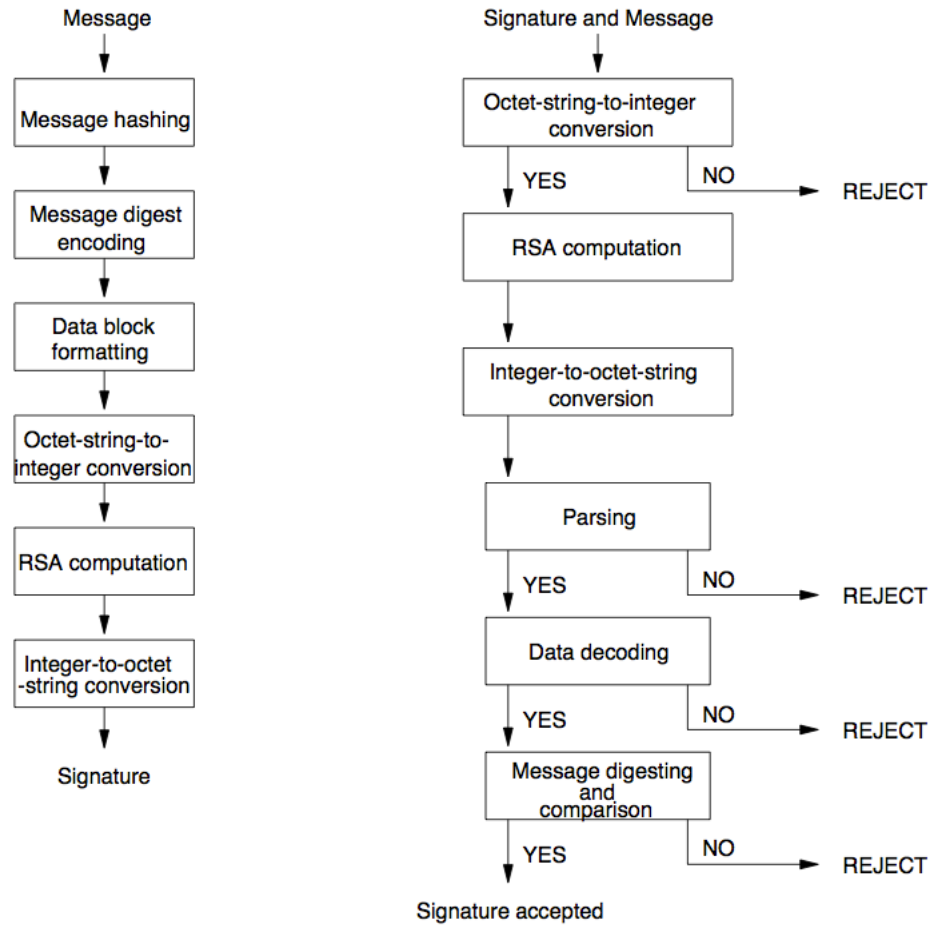 Message
Message hashing
Message digest
encoding
Data block
formatting
Octet-string-to-
integer conversion
RSA computation
Integer-to-octet
-string conversion
Signature
Signature and Message
Octet-string-to-integer
conversion
YES
NO
REJECT
RSA computation
Integer-to-octet-string
conversion
Parsing
YES
NO
REJECT
Data decoding
YES
NO
REJECT
Message digesting
and
comparison
YES
NO
REJECT
Signature accepted